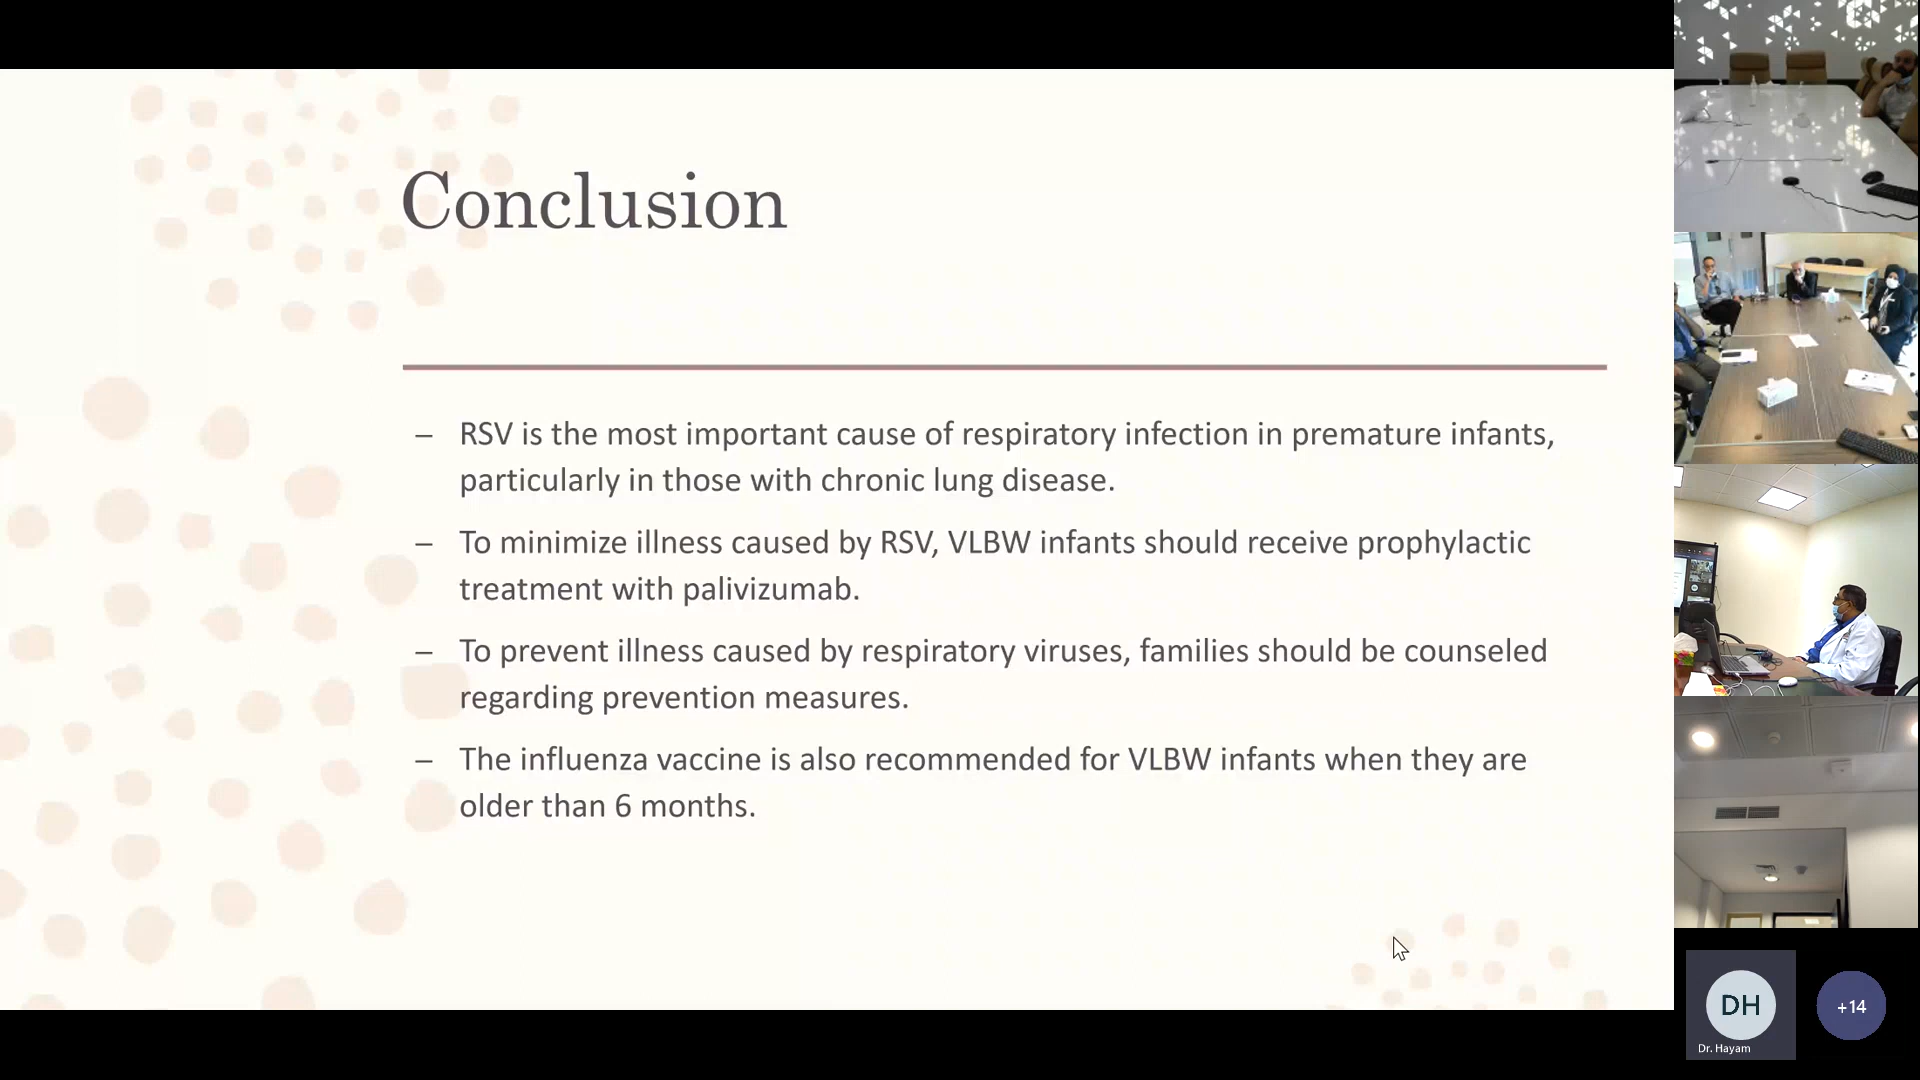 Conclusion
– RSV is the most important cause of respiratory infection in premature infants,
particularly in those with chronic lung disease.
– To minimize illness caused by RSV, VLBW infants should receive prophylactic
treatment with palivizumab.
– To prevent illness caused by respiratory viruses, families should be counseled
regarding prevention measures.
– The influenza vaccine is also recommended for VLBW infants when they are
older than 6 months.
DH
Dr. Hayam
+14